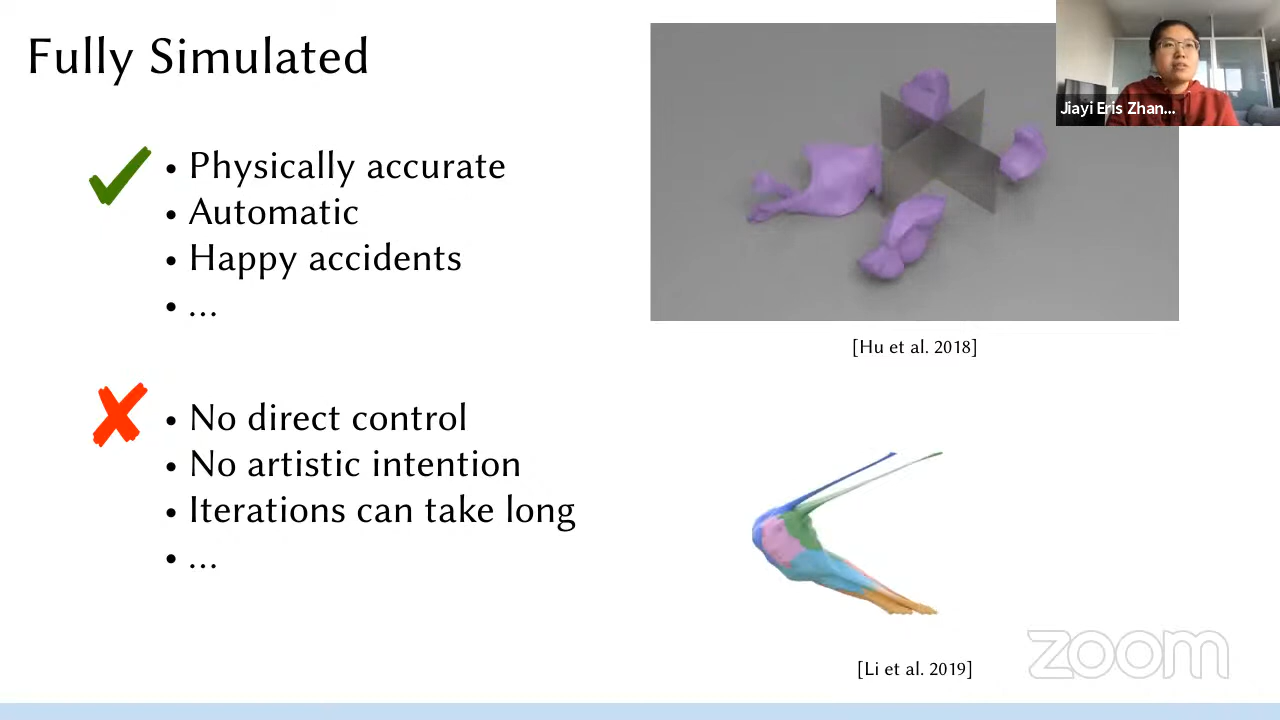 Fully Simulated
• Physically accurate
• Automatic
• Happy accidents
• ...
• No direct control
• No artistic intention
• Iterations can take long
• ...
[Hu et al. 2018]
[Li et al. 2019]
Jiayi Eris Zhan...
zoom